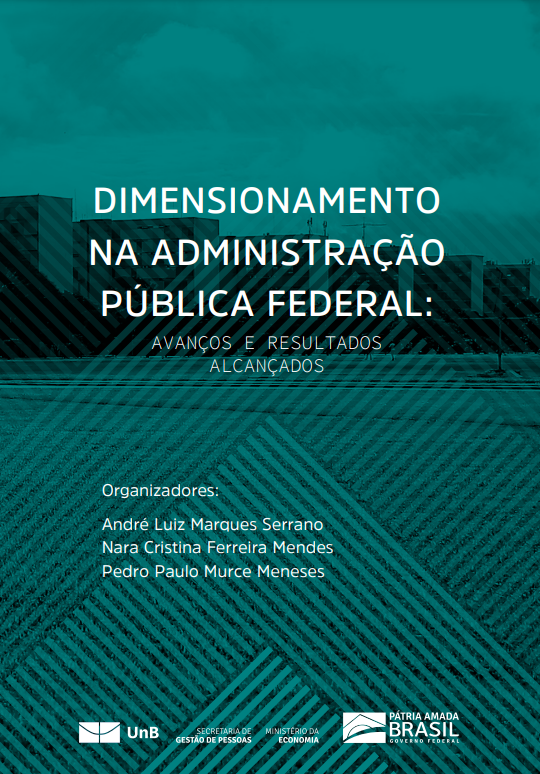 DIMENSIONAMENTO
NA ADMINISTRAÇÃO
PÚBLICA FEDERAL:
AVANÇOS E RESULTADOS
ALCANÇADOS
Organizadores:
André Luiz Marques Serrano
Nara Cristina Ferreira Mendes
Pedro Paulo Murce Meneses
UnB
SECRETARIA DE
GESTÃO DE PESSOAS
MINISTÉRIO DA
ECONOMIA
PÁTRIA AMADA
BRASIL
GOVERNO FEDERAL